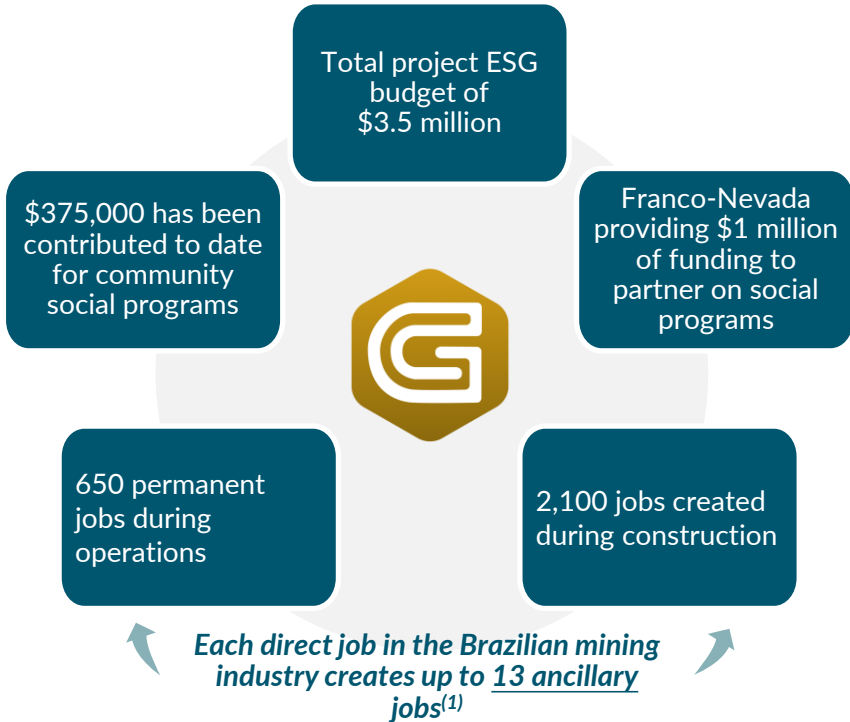 Total project ESG
budget of
$3.5 million
$375,000 has been
contributed to date
for community
social programs
Franco-Nevada
providing $1 million
of funding to
partner on social
programs
650 permanent
jobs during
operations
2,100 jobs created
during construction
Each direct job in the Brazilian mining
industry creates up to 13 ancillary
jobs(1)